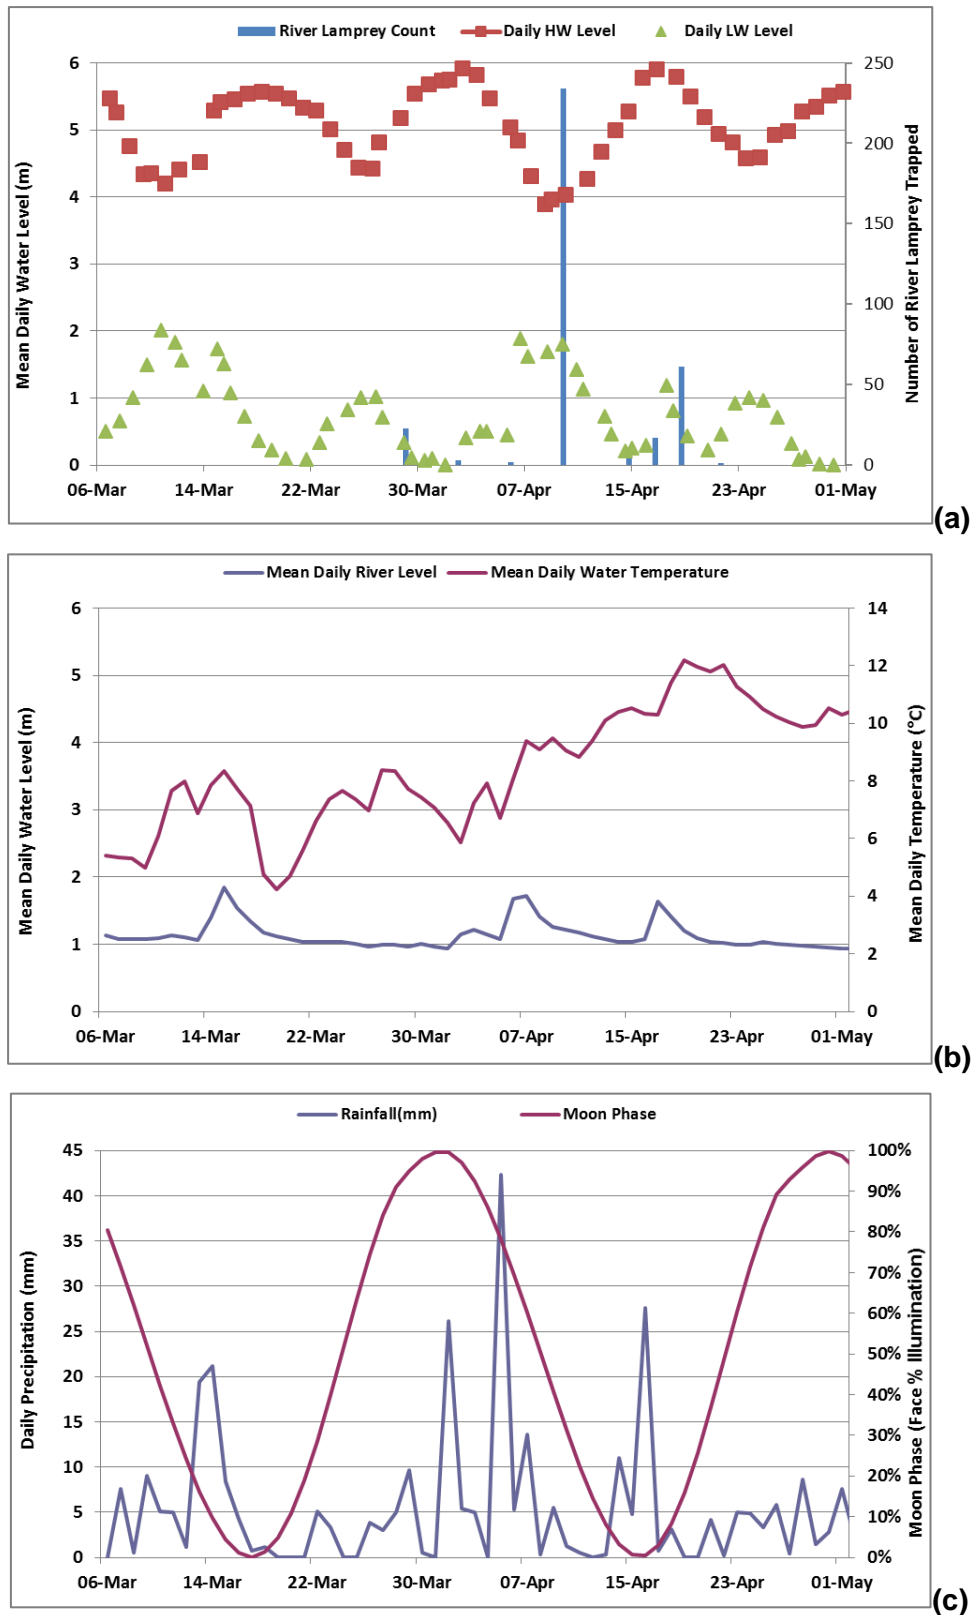 River Lamprey Count Daily HW Level Daily LW Level
6 250
5 200
4 150
3
2 100
1 50
0 0
06-Mar 14-Mar 22-Mar 30-Mar 07-Apr 15-Apr 23-Apr 01-May
Mean Daily Water Level (m)
Number of River Lamprey Trapped
(a)
Mean Daily River Level Mean Daily Water Temperature
6 14
5 12
4 10
3 8
2 6
1 4
0 2
0
06-Mar 14-Mar 22-Mar 30-Mar 07-Apr 15-Apr 23-Apr 01-May
Mean Daily Water Level (m)
Mean Daily Temperature (°C)
(b)
Rainfall(mm) Moon Phase
45 100%
40 90%
35 80%
30 70%
25 60%
20 50%
15 40%
10 30%
5 20%
0 10%
0%
06-Mar 14-Mar 22-Mar 30-Mar 07-Apr 15-Apr 23-Apr 01-May
Daily Precipitation (mm)
Moon Phase (Face % Illumination)
(c)